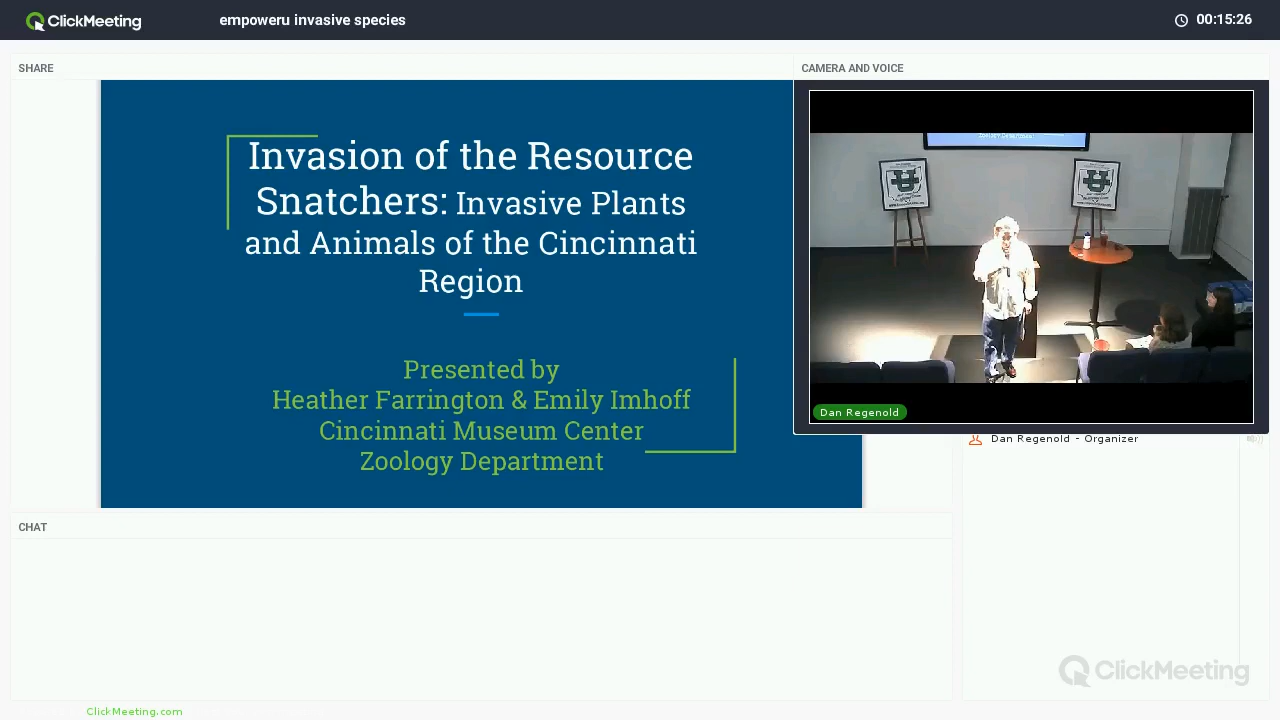 ClickMeeting
empoweru invasive species
00:15:26
SHARE
CAMERA AND VOICE
Invasion of the Resource
Snatchers: Invasive Plants
and Animals of the Cincinnati
Region
Presented by
Heather Farrington & Emily Imhoff
Cincinnati Museum Center
Zoology Department
Zoology Department
Dan Regenold
Dan Regenold - Organizer
CHAT
ClickMeeting
ClickMeeting.com